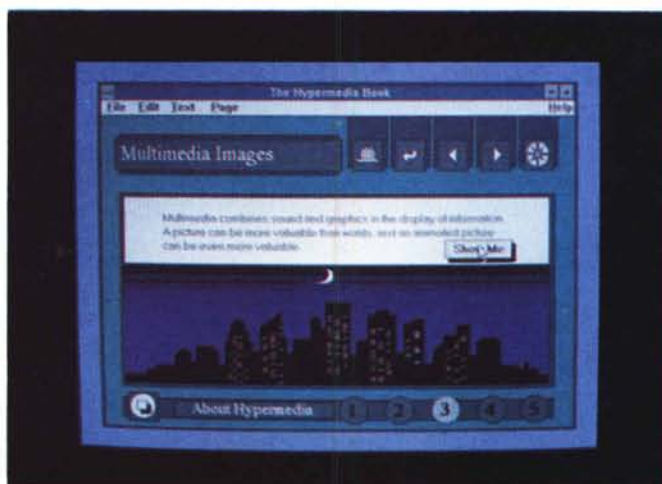 The Hypermedia Book
File Edit Text Page Help
Multimedia Images
Multimedia combines sound and graphics in the display of information.
A picture can be more valuable than words, and an animated picture
can be even more valuable.
Show Me
About Hypermedia 1 2 3 4 5